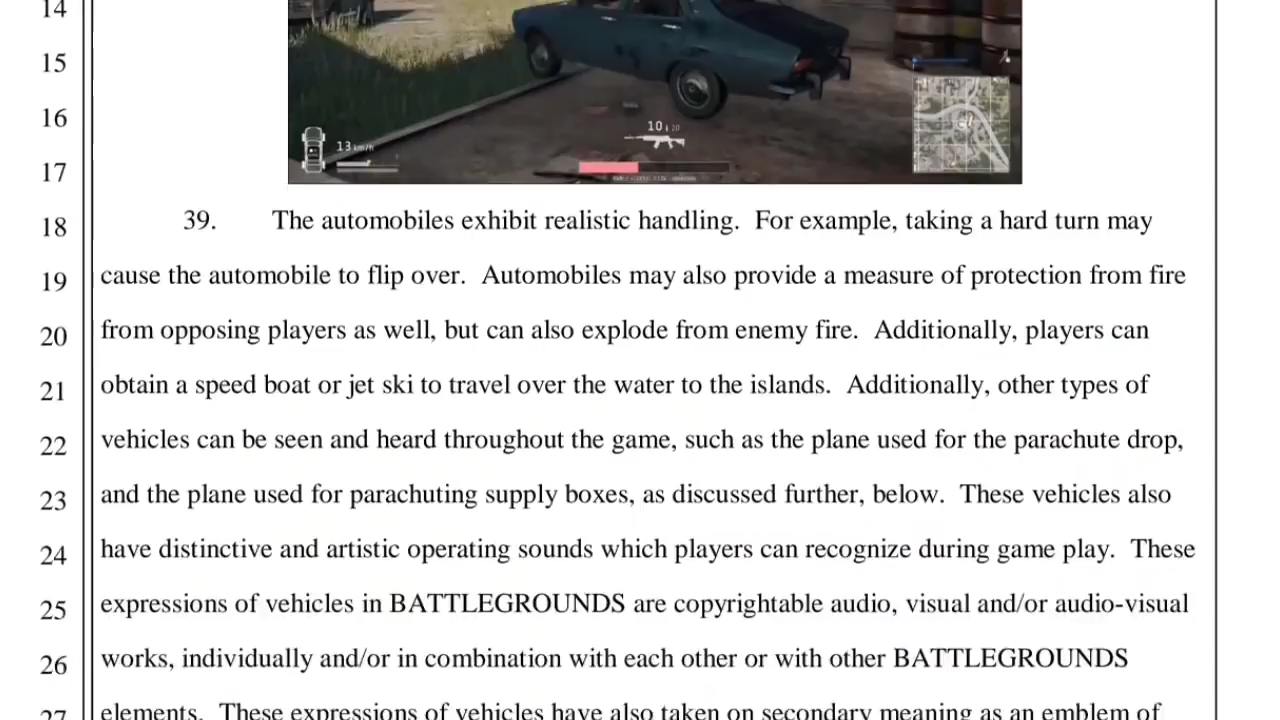 14
15
16
17
13 km/h
10 | 20
18 39. The automobiles exhibit realistic handling. For example, taking a hard turn may
19 cause the automobile to flip over. Automobiles may also provide a measure of protection from fire
20 from opposing players as well, but can also explode from enemy fire. Additionally, players can
21 obtain a speed boat or jet ski to travel over the water to the islands. Additionally, other types of
22 vehicles can be seen and heard throughout the game, such as the plane used for the parachute drop,
23 and the plane used for parachuting supply boxes, as discussed further, below. These vehicles also
24 have distinctive and artistic operating sounds which players can recognize during game play. These
25 expressions of vehicles in BATTLEGROUNDS are copyrightable audio, visual and/or audio-visual
26 works, individually and/or in combination with each other or with other BATTLEGROUNDS
27 elements. These expressions of vehicles have also taken on secondary meaning as an emblem of